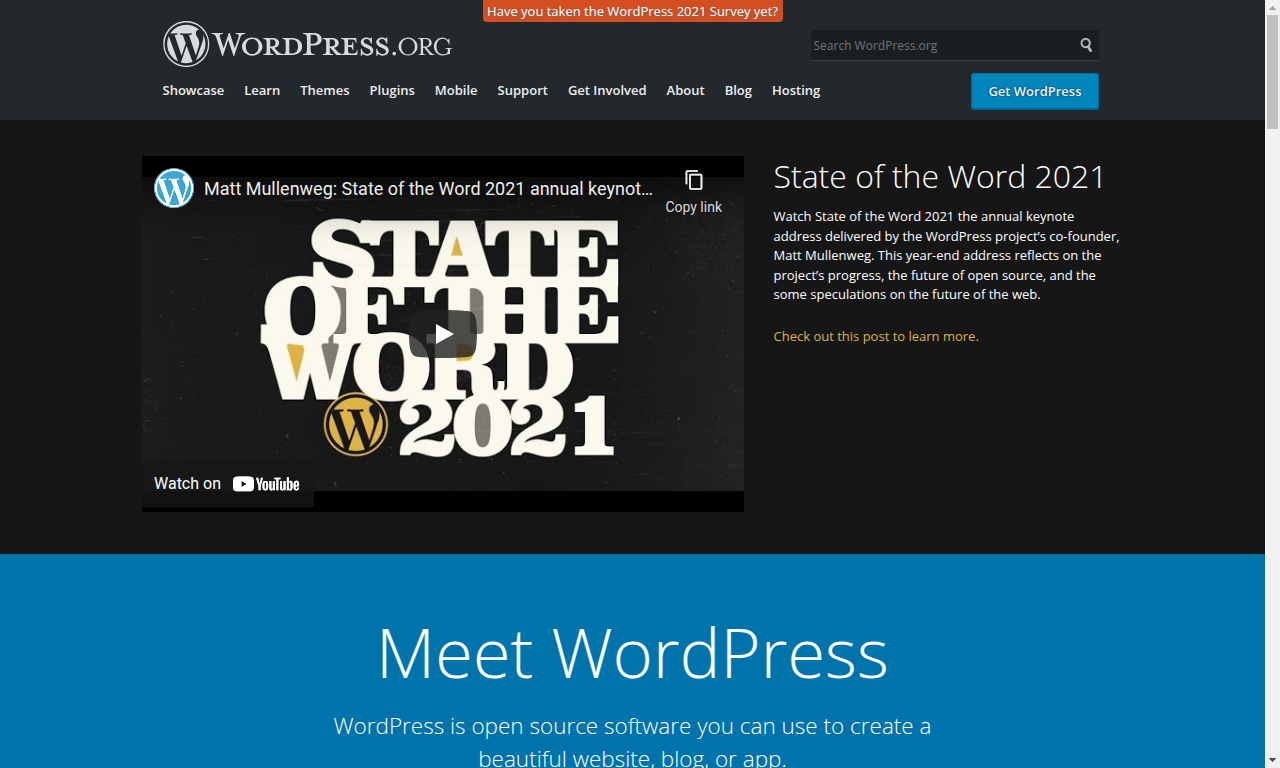 Have you taken the WordPress 2021 Survey yet?
WORDPRESS.ORG
Search WordPress.org
Showcase Learn Themes Plugins Mobile Support Get Involved About Blog Hosting
Get WordPress
Matt Mullenweg: State of the Word 2021 annual keynot...
Copy link
STATE
OF THE
WORD
2021
Watch on YouTube
State of the Word 2021
Watch State of the Word 2021 the annual keynote
address delivered by the WordPress project’s co-founder,
Matt Mullenweg. This year-end address reflects on the
project’s progress, the future of open source, and the
some speculations on the future of the web.
Check out this post to learn more.
Meet WordPress
WordPress is open source software you can use to create a
beautiful website, blog, or app.